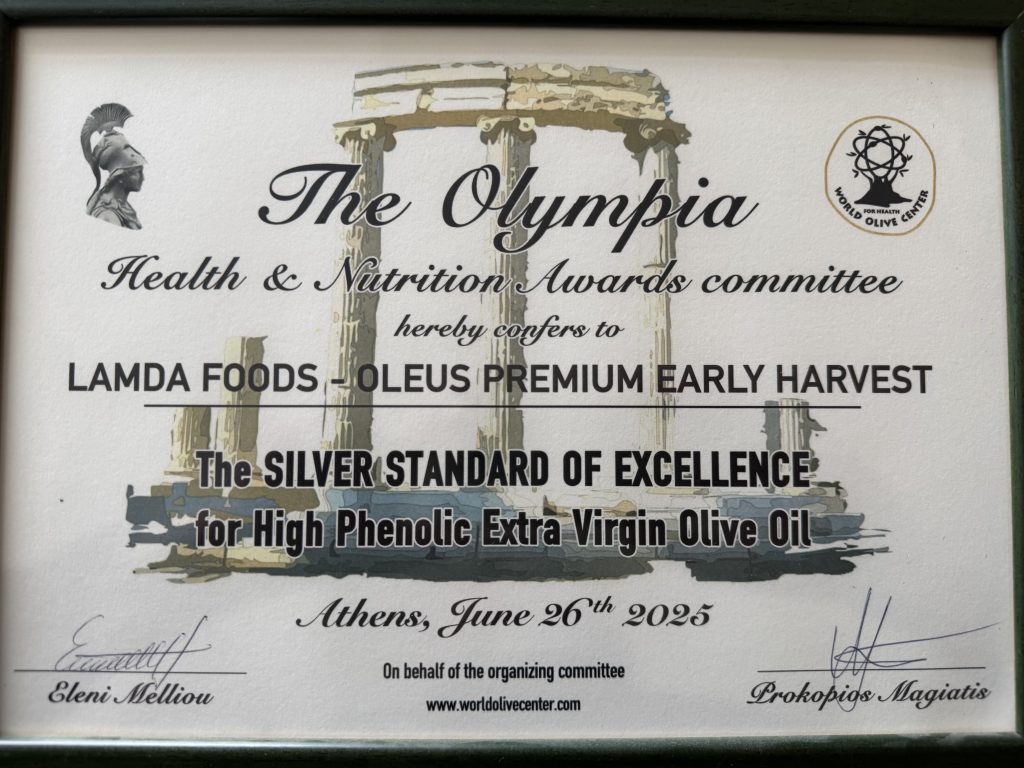 The Olympia
WORLD OLIVE CENTER
FOR HEALTH
Health & Nutrition Awards committee
hereby confers to
LAMDA FOODS - OLEUS PREMIUM EARLY HARVEST
The SILVER STANDARD OF EXCELLENCE
for High Phenolic Extra Virgin Olive Oil
Athens, June 26th 2025
On behalf of the organizing committee
www.worldolivecenter.com
Eleni Melliou
Prokopios Magiatis